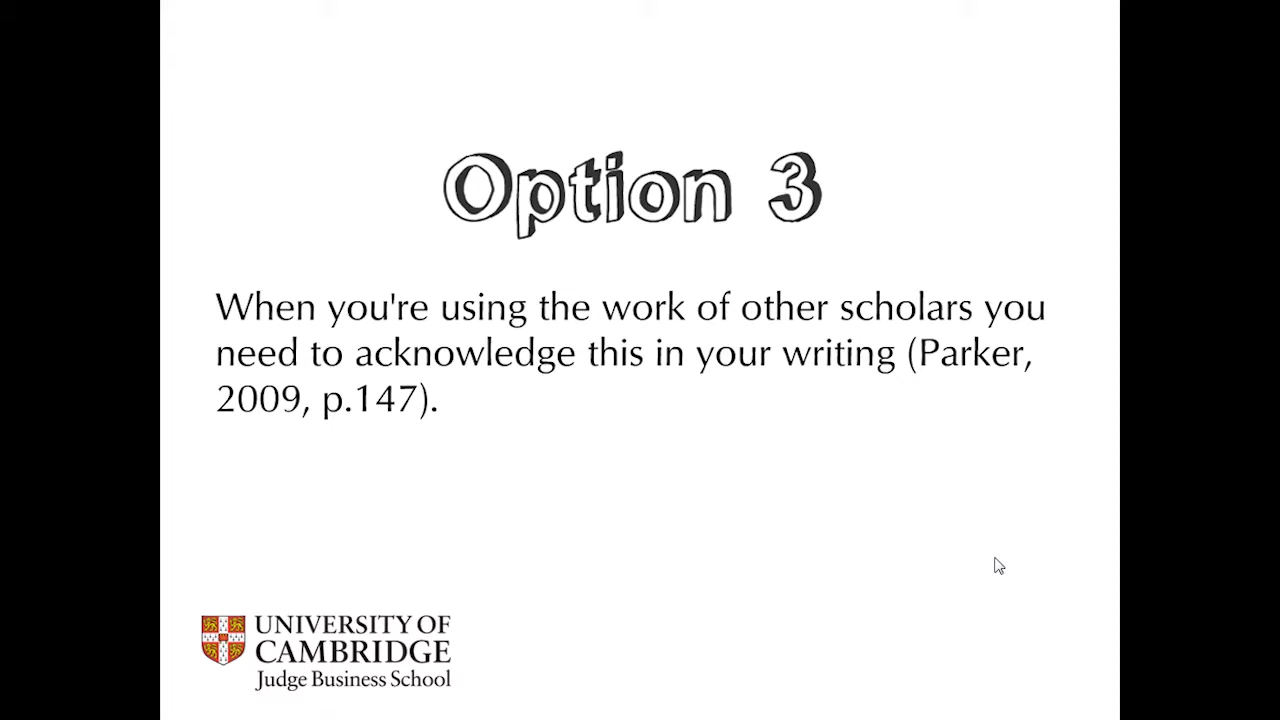 Option 3
When you're using the work of other scholars you
need to acknowledge this in your writing (Parker,
2009, p.147).
UNIVERSITY OF
CAMBRIDGE
Judge Business School